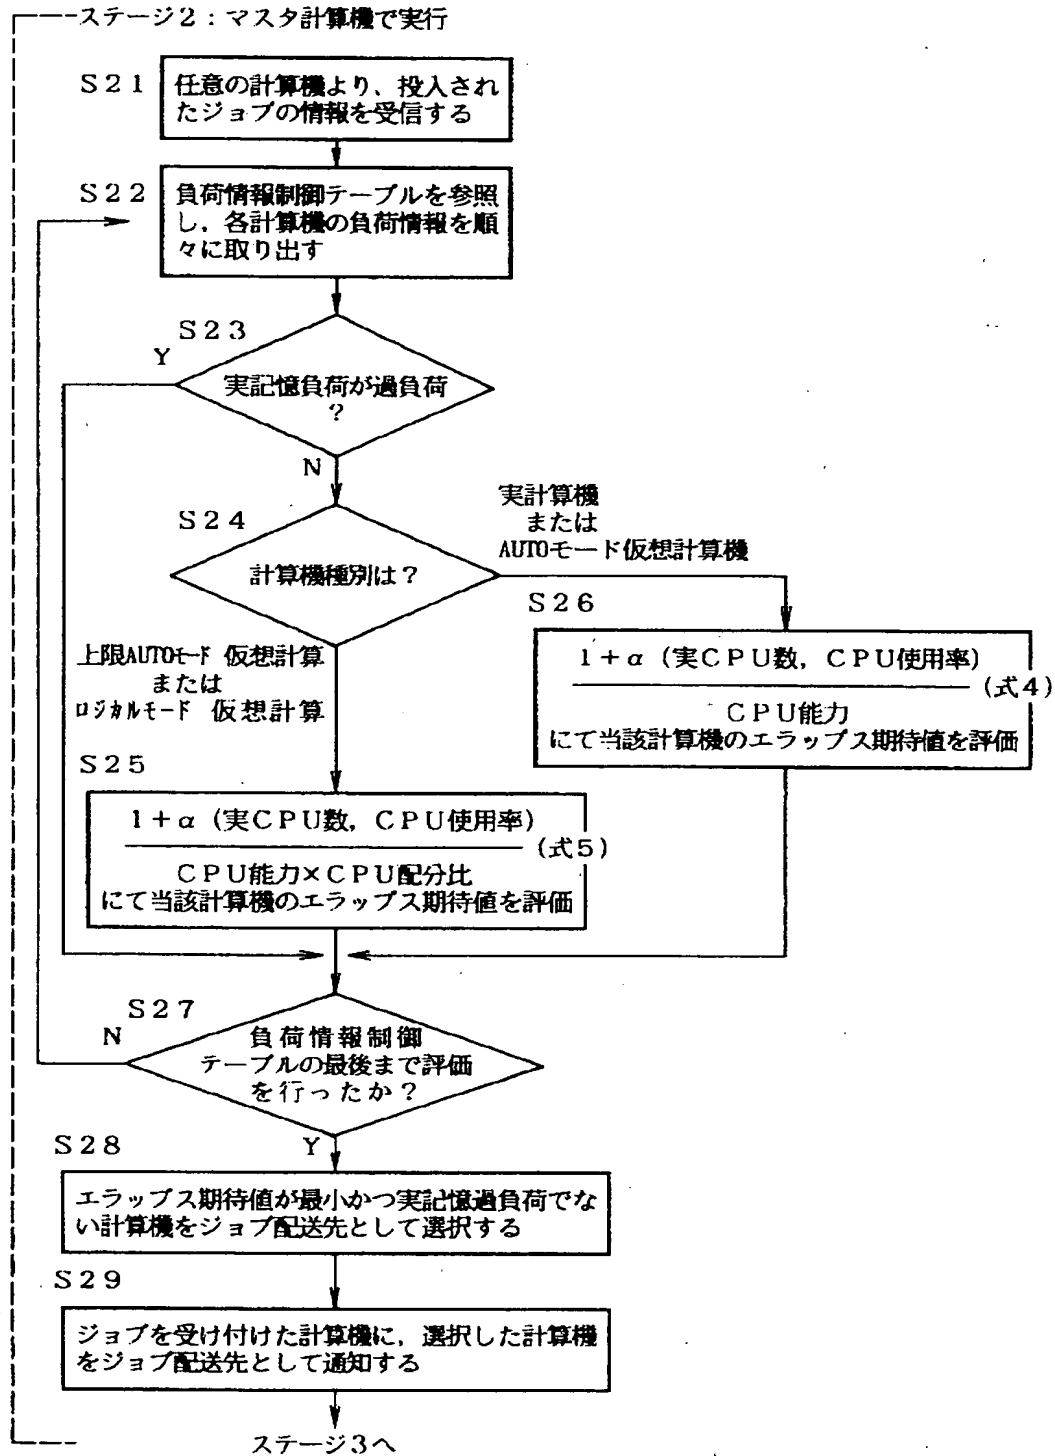 ステージ2：マスタ計算機で実行
S21
任意の計算機より、投入され
たジョブの情報を受信する
S22
負荷情報制御テーブルを参照
し、各計算機の負荷情報を順
々に取り出す
S23
Y
実記憶負荷が過負荷
?
N
S24
計算機種別は？
実計算機
または
AUTOモード仮想計算機
S26
1＋α（実CPU数，CPU使用率）
(式4)
CPU能力
にて当該計算機のエラップス期待値を評価
上限AUTOモード 仮想計算
または
ロジカルモード 仮想計算
S25
1＋α（実CPU数，CPU使用率）
(式5)
CPU能力×CPU配分比
にて当該計算機のエラップス期待値を評価
S27
N
負荷情報制御
テーブルの最後まで評価
を行ったか？
Y
S28
エラップス期待値が最小かつ実記憶過負荷でな
い計算機をジョブ配送先として選択する
S29
ジョブを受け付けた計算機に，選択した計算機
をジョブ配送先として通知する
ステージ3へ